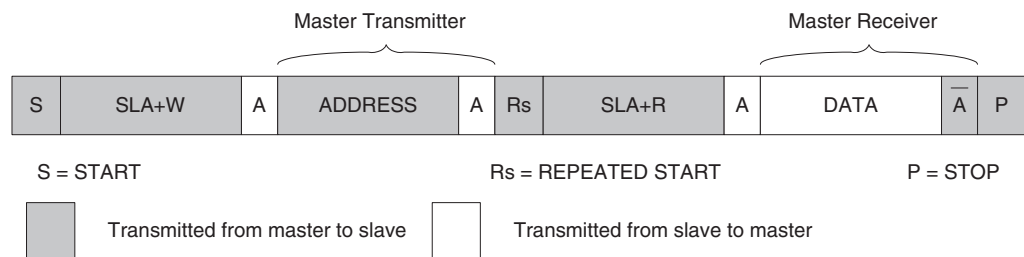 Master Transmitter Master Receiver
S SLA+W A ADDRESS A Rs SLA+R A DATA A̅ P
S = START Rs = REPEATED START P = STOP
Transmitted from master to slave Transmitted from slave to master